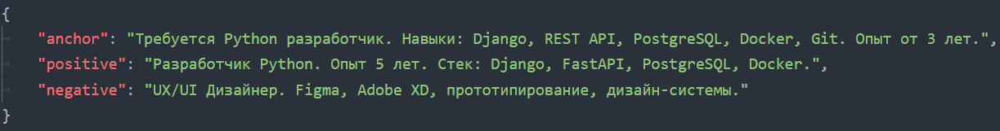 {
"anchor": "Требуется Python разработчик. Навыки: Django, REST API, PostgreSQL, Docker, Git. Опыт от 3 лет.",
"positive": "Разработчик Python. Опыт 5 лет. Стек: Django, FastAPI, PostgreSQL, Docker.",
"negative": "UX/UI Дизайнер. Figma, Adobe XD, прототипирование, дизайн-системы."
}